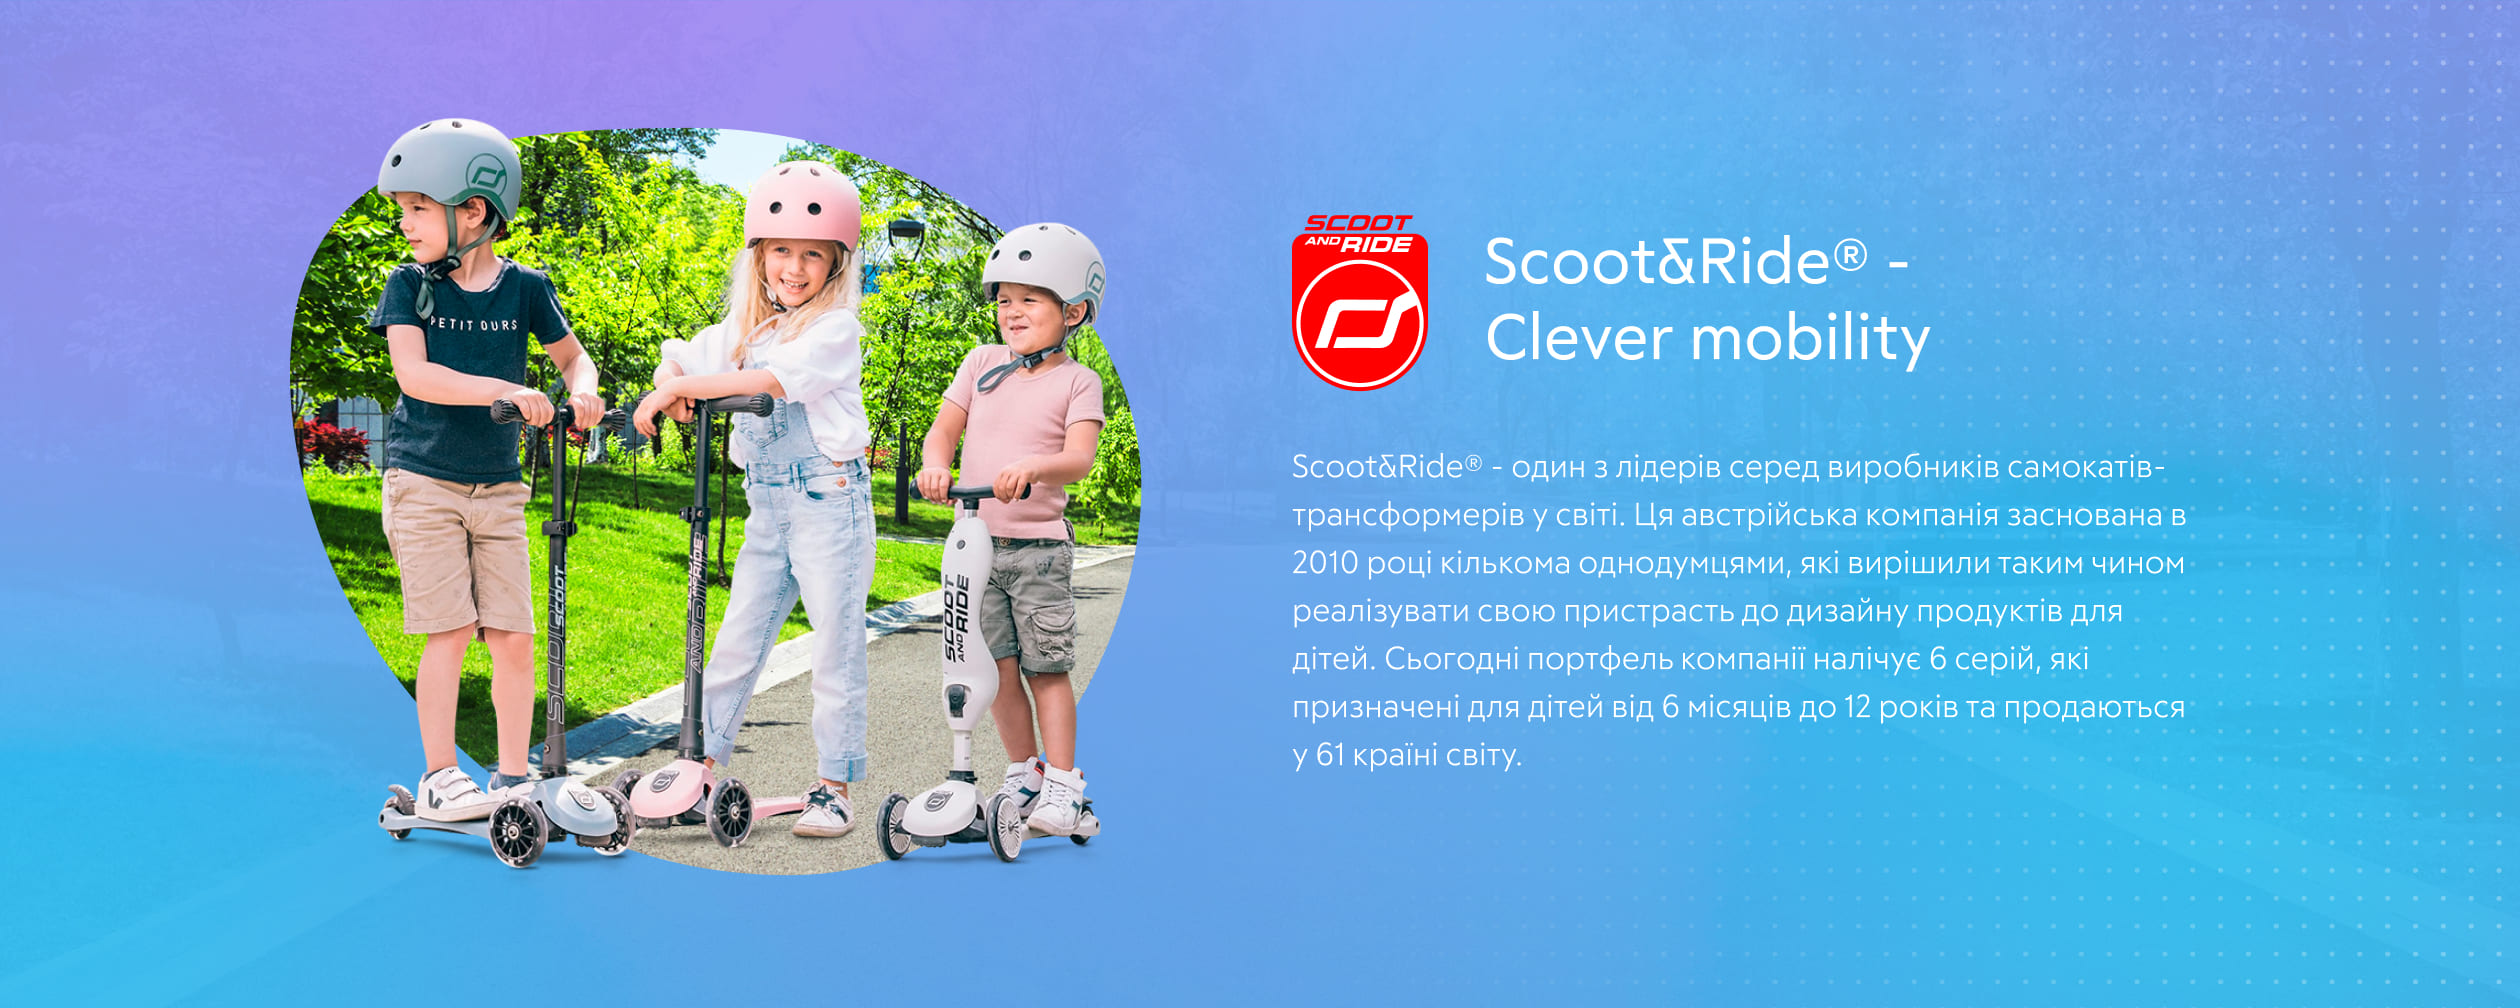 PETIT OURS
SCOOT
SCOOT
AND RIDE
SCOOT
AND RIDE
SCOOT
AND RIDE
Scoot&Ride® -
Clever mobility
Scoot&Ride® - один з лідерів серед виробників самокатів-
трансформерів у світі. Ця австрійська компанія заснована в
2010 році кількома однодумцями, які вирішили таким чином
реалізувати свою пристрасть до дизайну продуктів для
дітей. Сьогодні портфель компанії налічує 6 серій, які
призначені для дітей від 6 місяців до 12 років та продаються
у 61 країні світу.